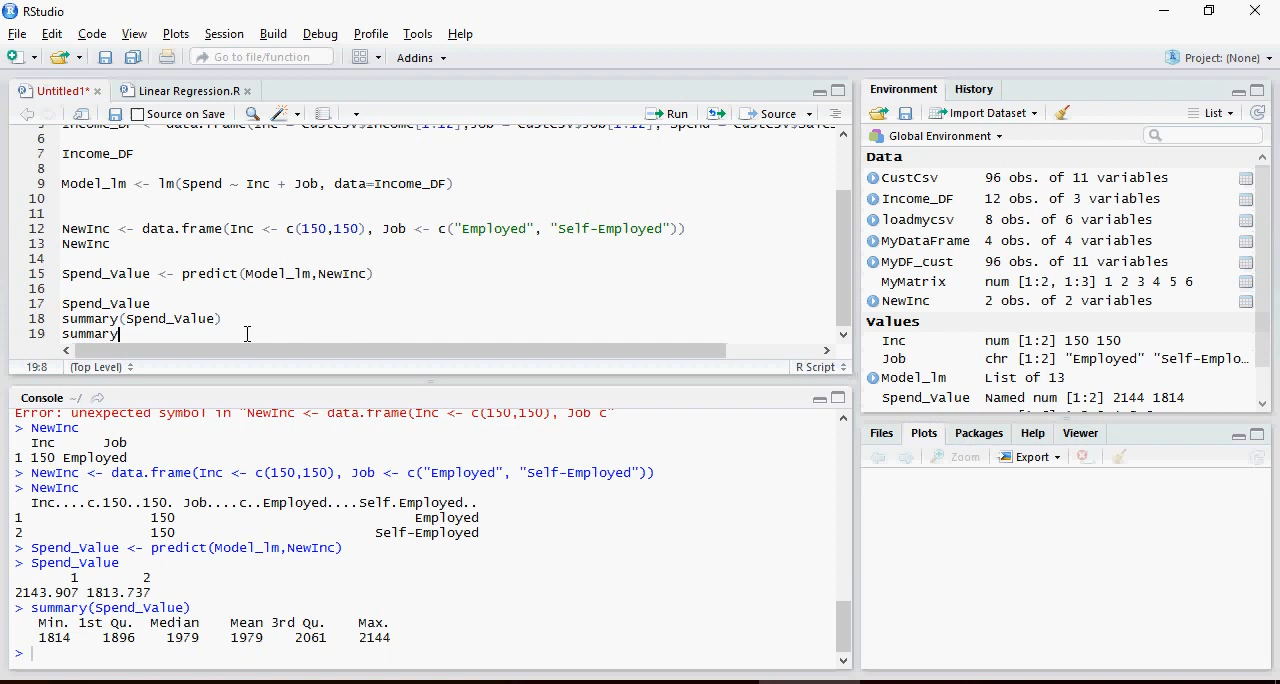 RStudio
File Edit Code View Plots Session Build Debug Profile Tools Help
Go to file/function Addins Project: (None)
Untitled1* Linear Regression.R
Source on Save Run Source
6
7 Income_DF
8
9 Model_lm <- lm(Spend ~ Inc + Job, data=Income_DF)
10
11
12 NewInc <- data.frame(Inc <- c(150,150), Job <- c("Employed", "Self-Employed"))
13 NewInc
14
15 Spend_Value <- predict(Model_lm,NewInc)
16
17 Spend_Value
18 summary(Spend_Value)
19 summary
19:8 (Top Level) R Script
Console ~/
Error: unexpected symbol in "NewInc <- data.frame(Inc <- c(150,150), Job c"
> NewInc
Inc Job
1 150 Employed
> NewInc <- data.frame(Inc <- c(150,150), Job <- c("Employed", "Self-Employed"))
> NewInc
Inc....c.150..150. Job....c..Employed....Self.Employed..
1 150 Employed
2 150 Self-Employed
> Spend_Value <- predict(Model_lm,NewInc)
> Spend_Value
1 2
2143.907 1813.737
> summary(Spend_Value)
Min. 1st Qu. Median Mean 3rd Qu. Max.
1814 1896 1979 1979 2061 2144
>
Environment History
Import Dataset List
Global Environment
Data
CustCsv 96 obs. of 11 variables
Income_DF 12 obs. of 3 variables
loadmycsv 8 obs. of 6 variables
MyDataFrame 4 obs. of 4 variables
MyDF_Cust 96 obs. of 11 variables
MyMatrix num [1:2, 1:3] 1 2 3 4 5 6
NewInc 2 obs. of 2 variables
Values
Inc num [1:2] 150 150
Job chr [1:2] "Employed" "Self-Emplo...
Model_lm List of 13
Spend_Value Named num [1:2] 2144 1814
Files Plots Packages Help Viewer
Zoom Export